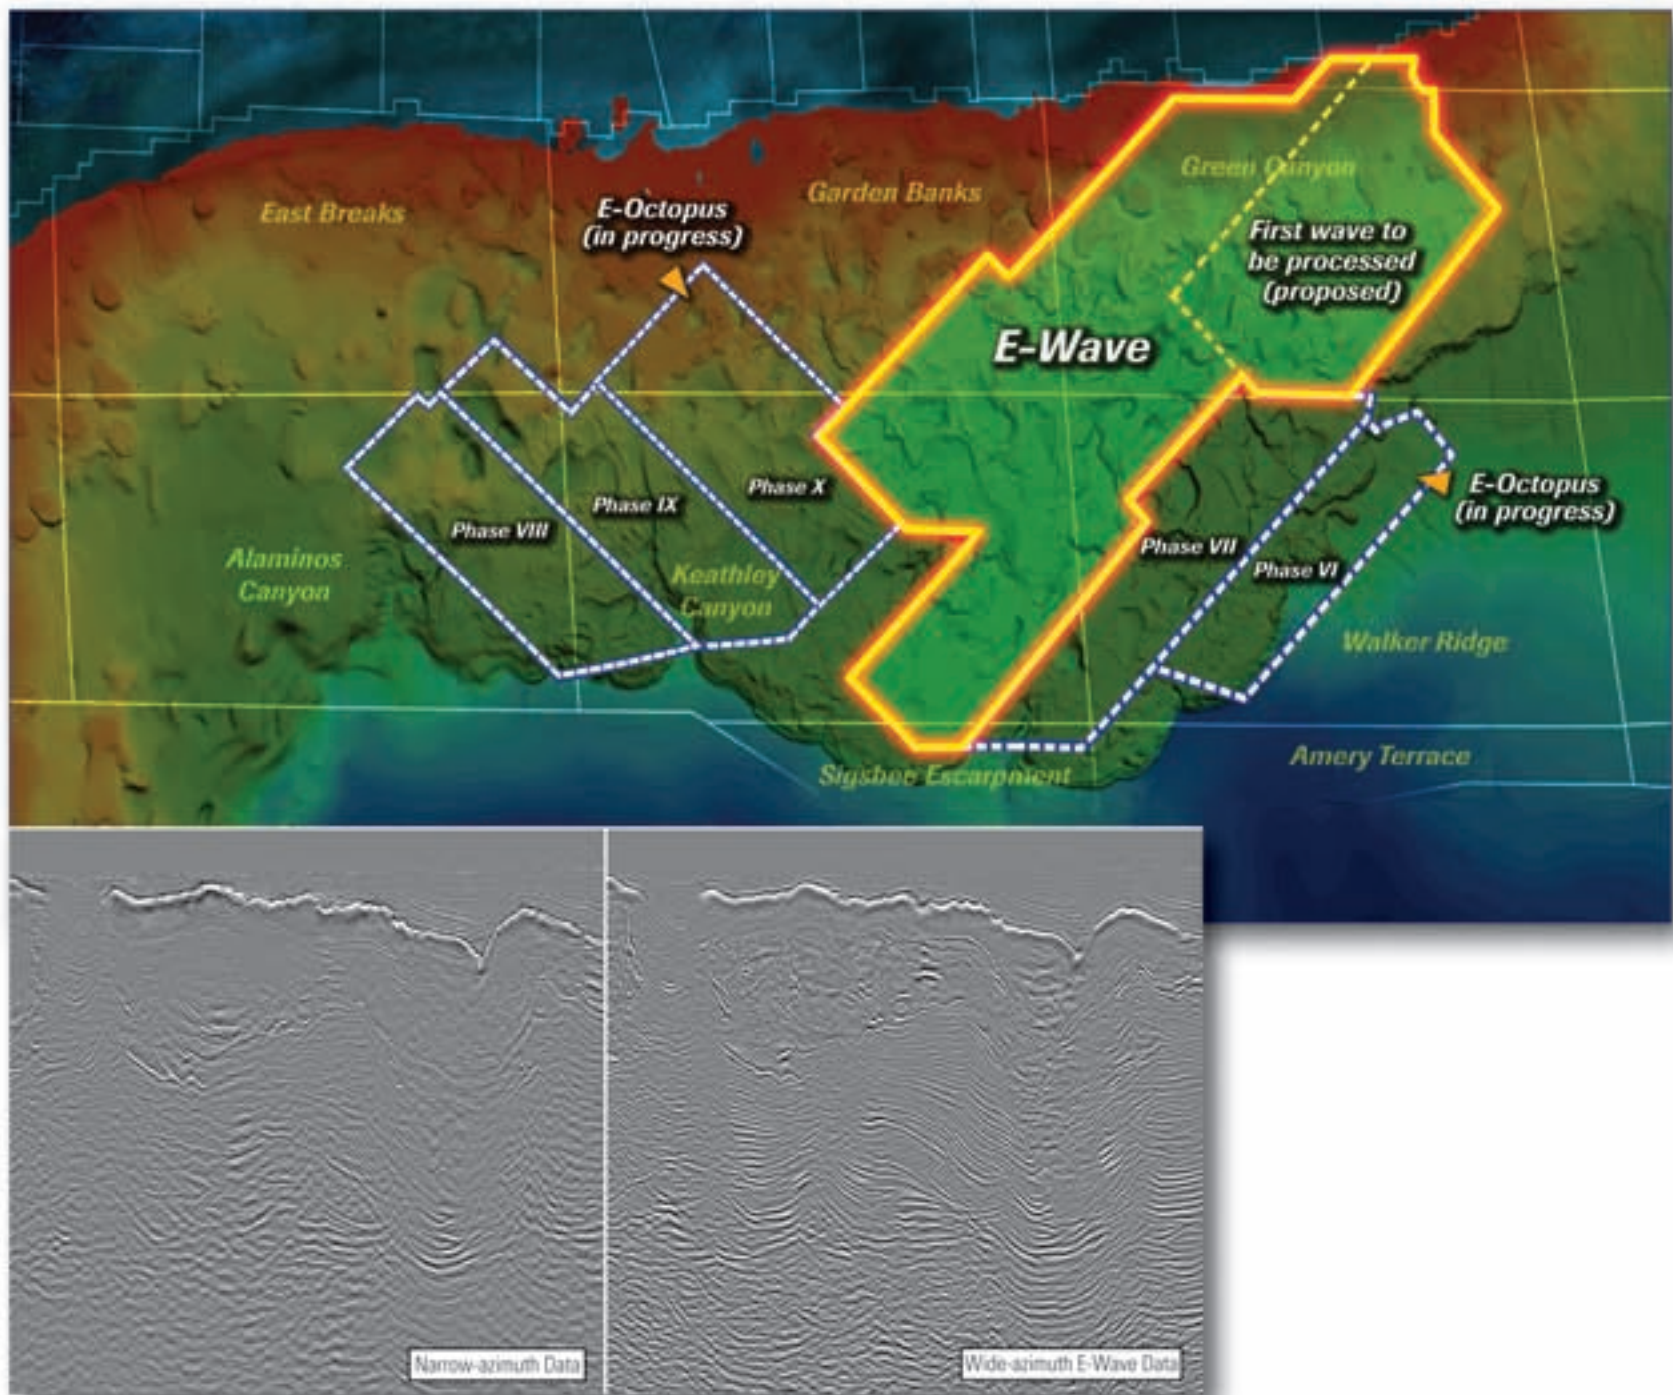 Green Canyon
Garden Banks
East Breaks
E-Octopus
(in progress)
First wave to
be processed
(proposed)
E-Wave
Phase X
Phase IX
Phase VIII
E-Octopus
(in progress)
Phase VII
Phase VI
Alaminos
Canyon
Keathley
Canyon
Walker Ridge
Amery Terrace
Sigsbee Escarpment
Narrow-azimuth Data
Wide-azimuth E-Wave Data